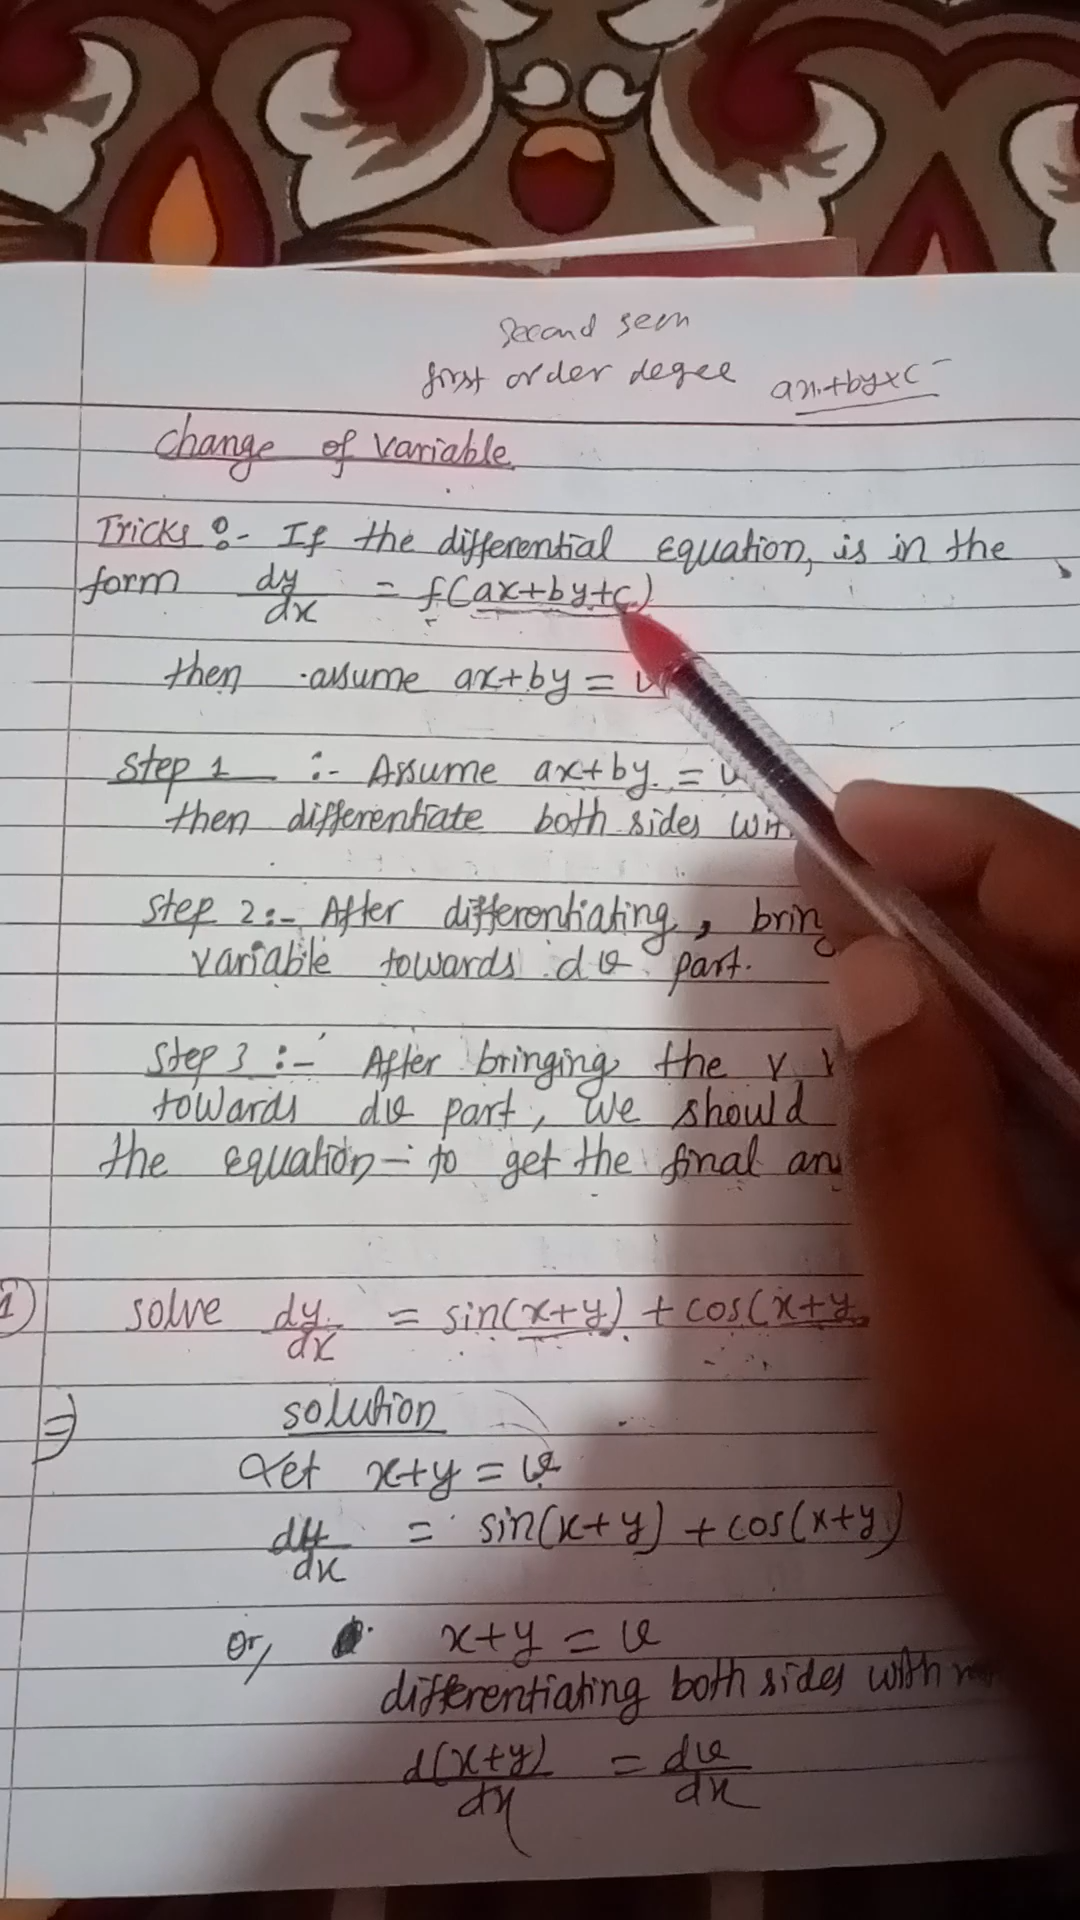 second sem
first order degee ax+by+c
Change of Variable
Tricks :- If the differential equation, is in the
form dy/dx = f(ax+by+c)
then assume ax+by =
Step 1 :- Assume ax+by =
then differentiate both sides
Step 2:- After differentiating,
variable towards dv part.
Step 3 :- After bringing the
towards dv part, we should
the equation to get the final
1 solve dy/dx = sin(x+y) + cos(x+y
⇒ solution
Let x+y = v
/dx = sin(x+y) + cos(x+y)
or, x+y = v
differentiating both sides with
d(x+y)/dx = dv/dx